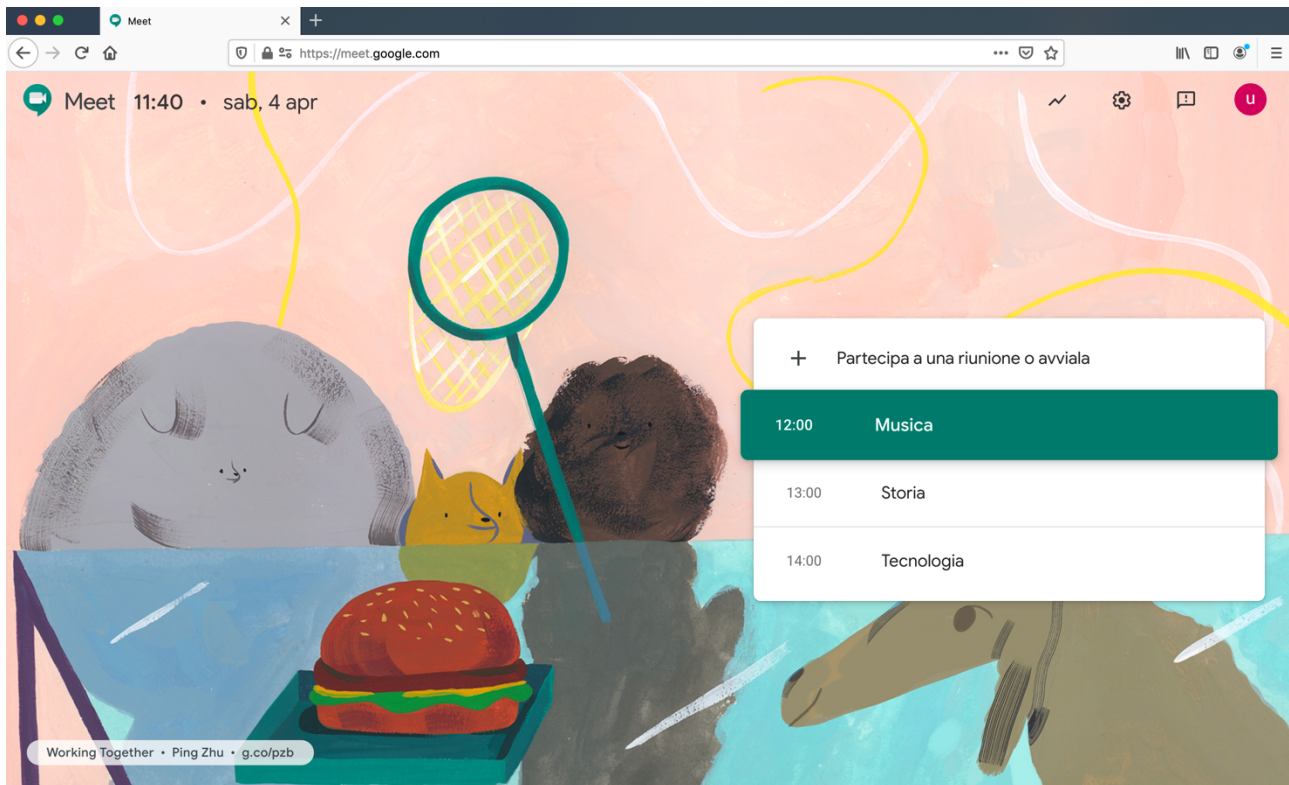 Meet
https://meet.google.com
Meet 11:40 • sab, 4 apr
u
Partecipa a una riunione o avviala
12:00 Musica
13:00 Storia
14:00 Tecnologia
Working Together • Ping Zhu • g.co/pzb